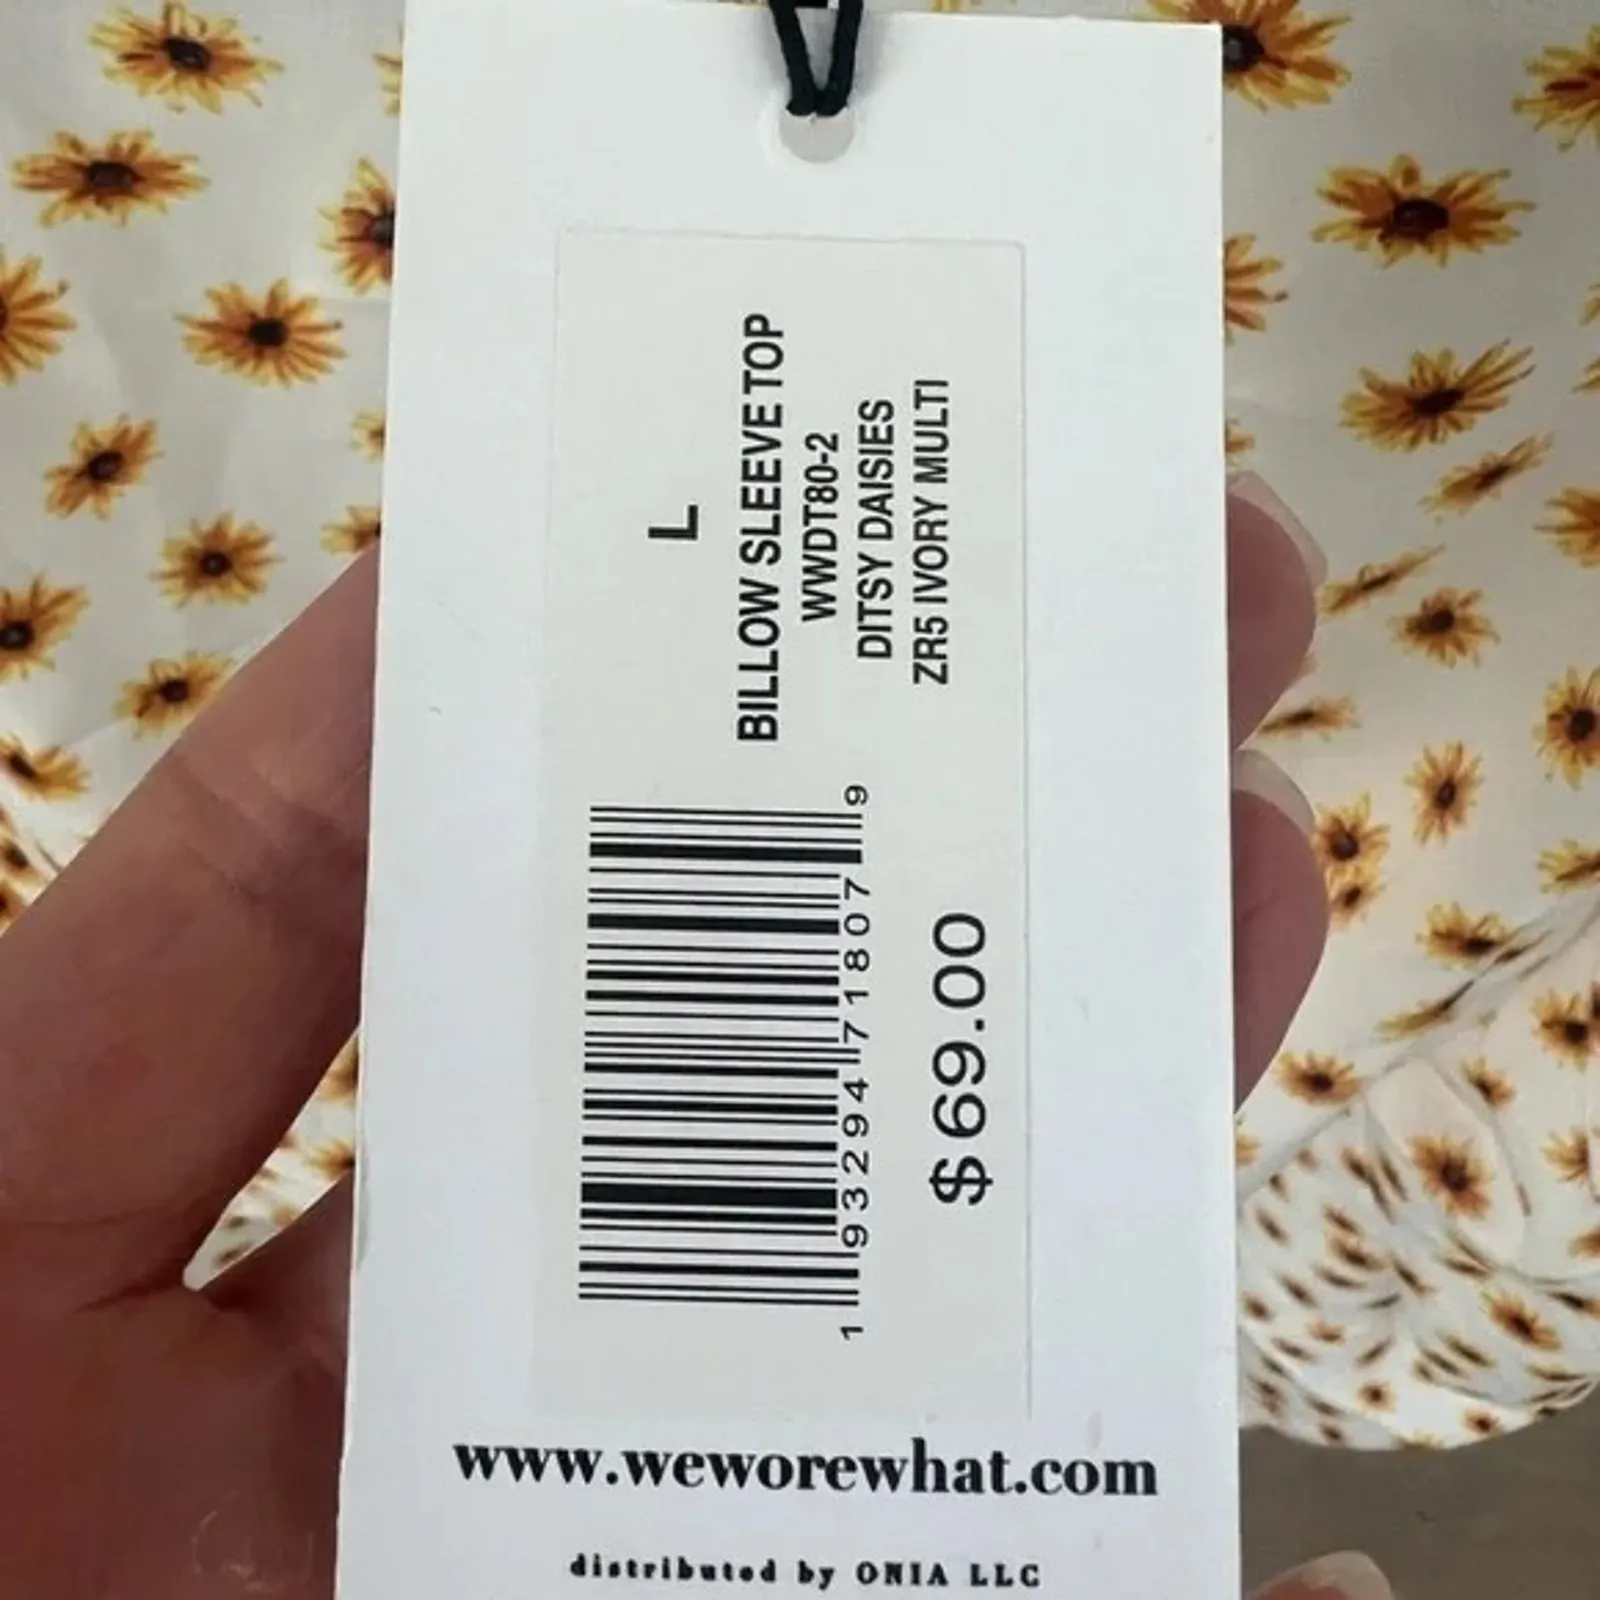 L
BILLOW SLEEVE TOP
WWDT80-2
DITSY DAISIES
ZR5 IVORY MULTI
1 93294 71807 9
$69.00
www.weworewhat.com
distributed by ONIA LLC